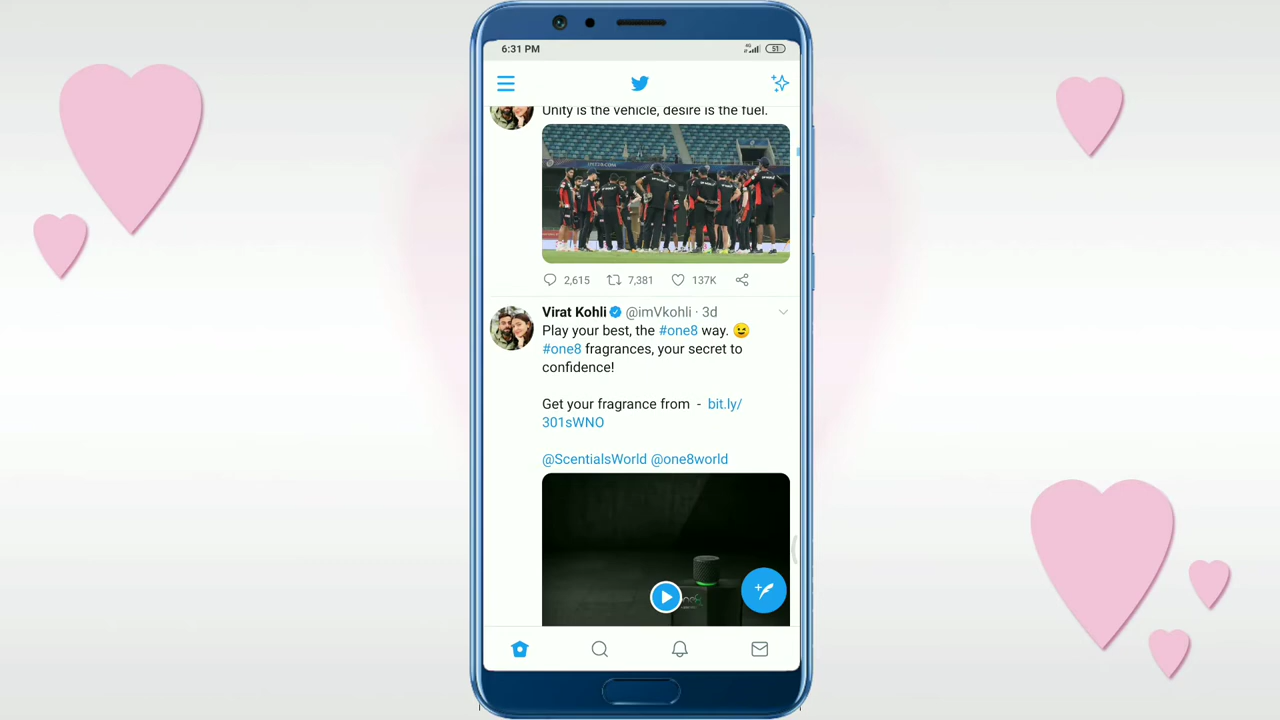 6:31 PM
4G
51
Unity is the vehicle, desire is the fuel.
2,615 7,381 137K
Virat Kohli @imVkohli · 3d
Play your best, the #one8 way. 😉
#one8 fragrances, your secret to
confidence!
Get your fragrance from - bit.ly/
301sWNO
@ScentialsWorld @one8world